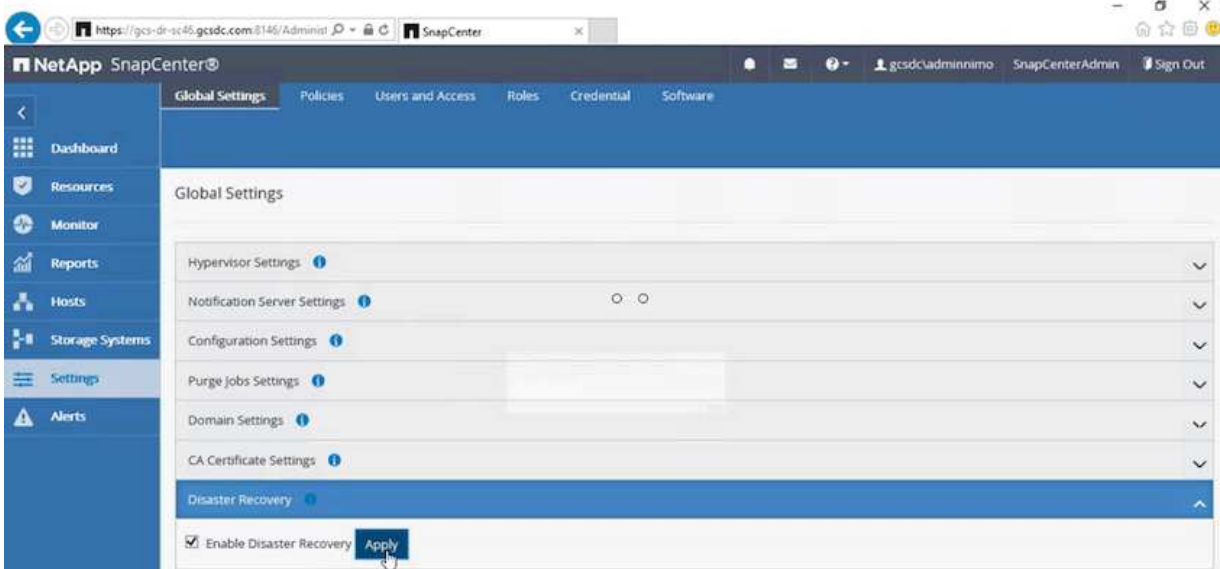 https://gcs-dr-sc46.gcsdc.com:8146/Administ
SnapCenter
NetApp SnapCenter®
gcsdc\adminnimo SnapCenterAdmin Sign Out
Global Settings Policies Users and Access Roles Credential Software
Dashboard
Resources
Monitor
Reports
Hosts
Storage Systems
Settings
Alerts
Global Settings
Hypervisor Settings
Notification Server Settings
Configuration Settings
Purge Jobs Settings
Domain Settings
CA Certificate Settings
Disaster Recovery
Enable Disaster Recovery Apply